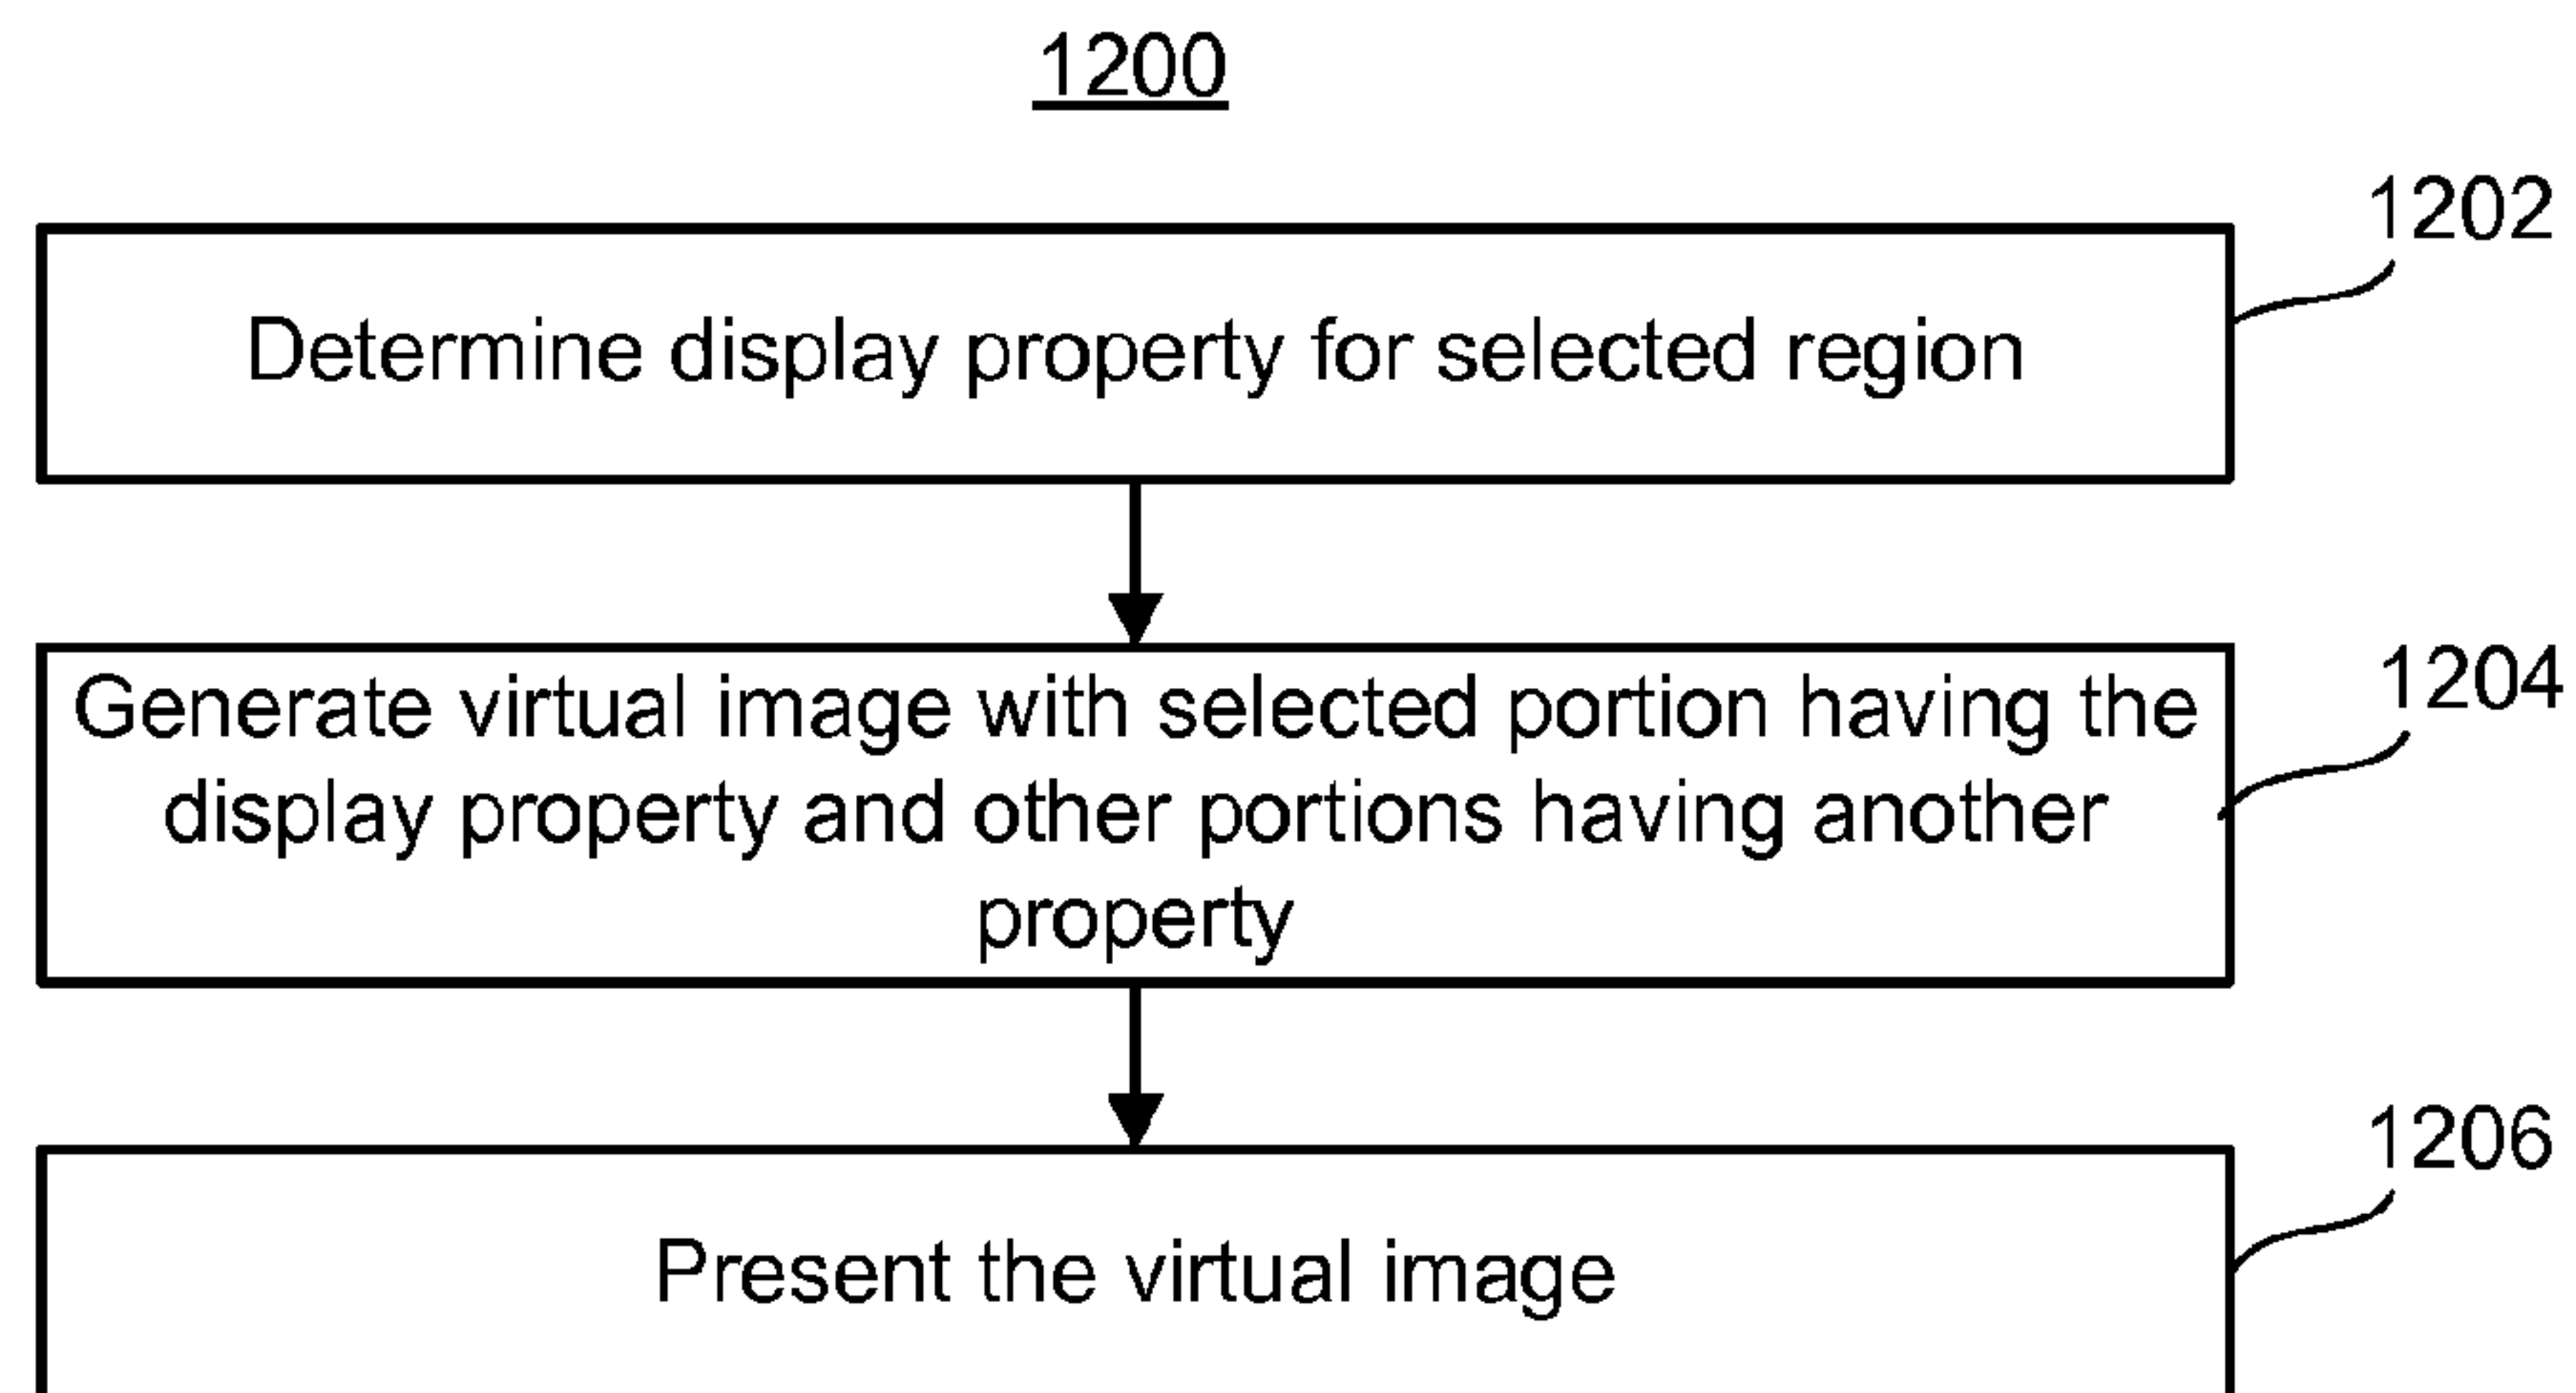 1200
1202
Determine display property for selected region
1204
Generate virtual image with selected portion having the
display property and other portions having another
property
1206
Present the virtual image